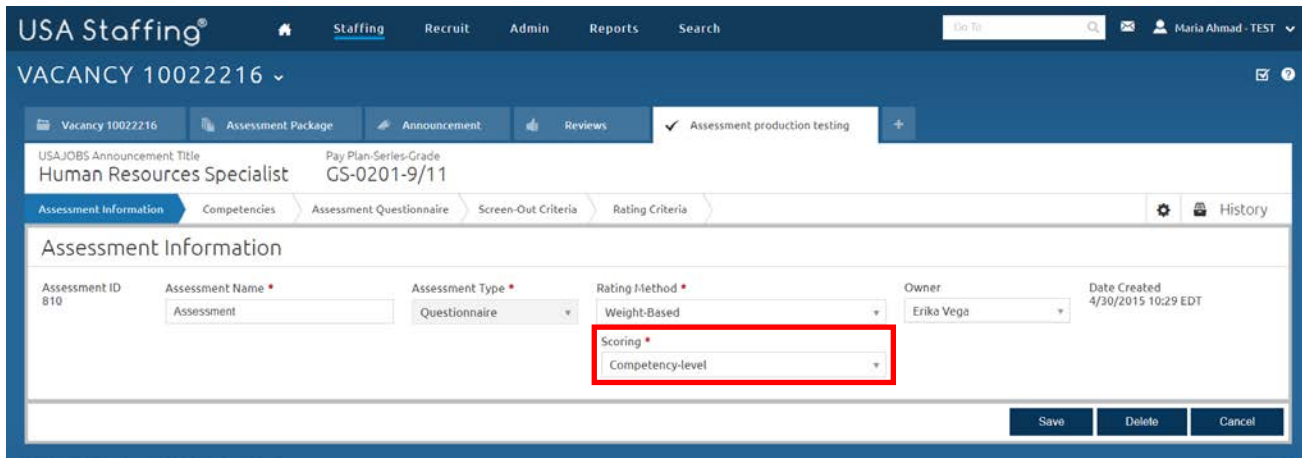 USA Staffing® Staffing Recruit Admin Reports Search Go To Maria Ahmad - TEST
VACANCY 10022216
Vacancy 10022216 Assessment Package Announcement Reviews Assessment production testing +
USAJOBS Announcement Title Pay Plan-Series-Grade
Human Resources Specialist GS-0201-9/11
Assessment Information Competencies Assessment Questionnaire Screen-Out Criteria Rating Criteria History
Assessment Information
Assessment ID Assessment Name * Assessment Type * Rating Method * Owner Date Created
810 Assessment Questionnaire Weight-Based Erika Vega 4/30/2015 10:29 EDT
Scoring *
Competency-level
Save Delete Cancel